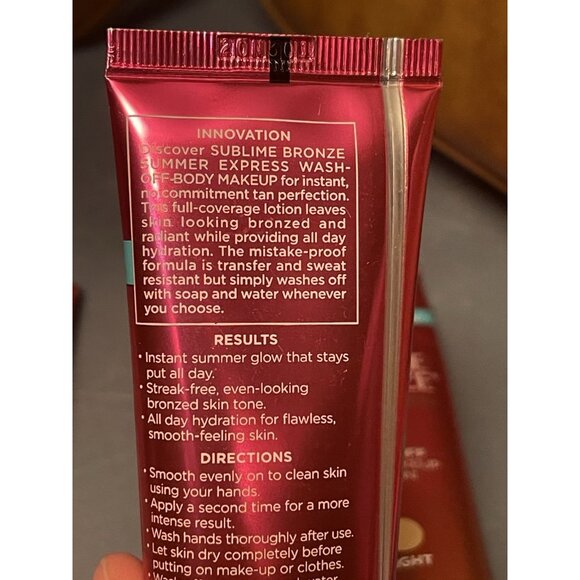 INNOVATION
Discover SUBLIME BRONZE
SUMMER EXPRESS WASH-
OFF-BODY MAKEUP for instant,
no commitment tan perfection.
This full-coverage lotion leaves
skin looking bronzed and
radiant while providing all day
hydration. The mistake-proof
formula is transfer and sweat
resistant but simply washes off
with soap and water whenever
you choose.
RESULTS
• Instant summer glow that stays
put all day.
• Streak-free, even-looking
bronzed skin tone.
• All day hydration for flawless,
smooth-feeling skin.
DIRECTIONS
• Smooth evenly on to clean skin
using your hands.
• Apply a second time for a more
intense result.
• Wash hands thoroughly after use.
• Let skin dry completely before
putting on make-up or clothes.